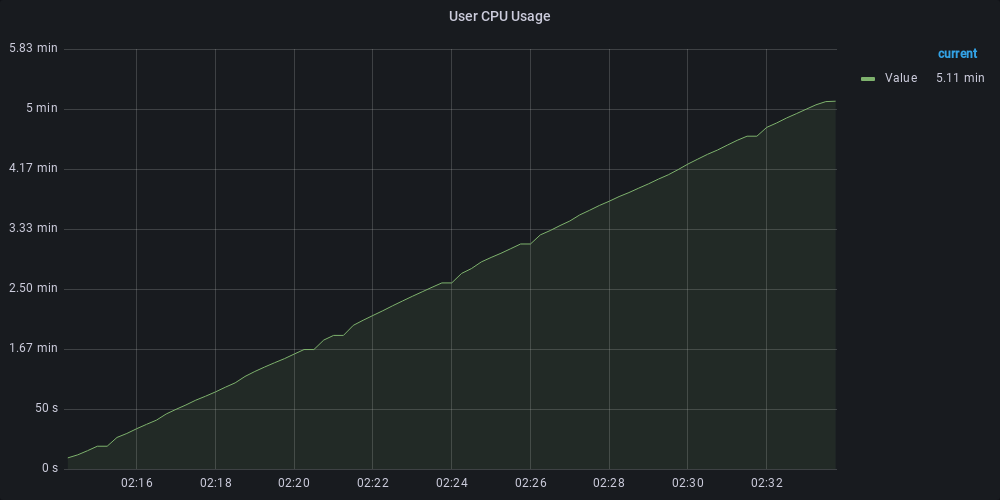 User CPU Usage
5.83 min
5 min
4.17 min
3.33 min
2.50 min
1.67 min
50 s
0 s
02:16 02:18 02:20 02:22 02:24 02:26 02:28 02:30 02:32
current
Value 5.11 min